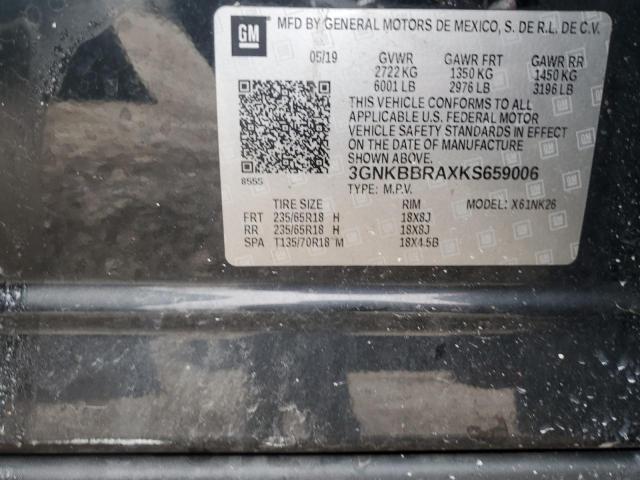 GM
MFD BY GENERAL MOTORS DE MEXICO, S. DE R.L. DE C.V.
05/19 GVWR GAWR FRT GAWR RR
2722 KG 1350 KG 1450 KG
6001 LB 2976 LB 3196 LB
THIS VEHICLE CONFORMS TO ALL
APPLICABLE U.S. FEDERAL MOTOR
VEHICLE SAFETY STANDARDS IN EFFECT
ON THE DATE OF MANUFACTURE
SHOWN ABOVE.
8555
3GNKBBRAXKS659006
TYPE: M.P.V. MODEL: X61NK26
TIRE SIZE RIM
FRT 235/65R18 H 18X8J
RR 235/65R18 H 18X8J
SPA T135/70R18 M 18X4.5B